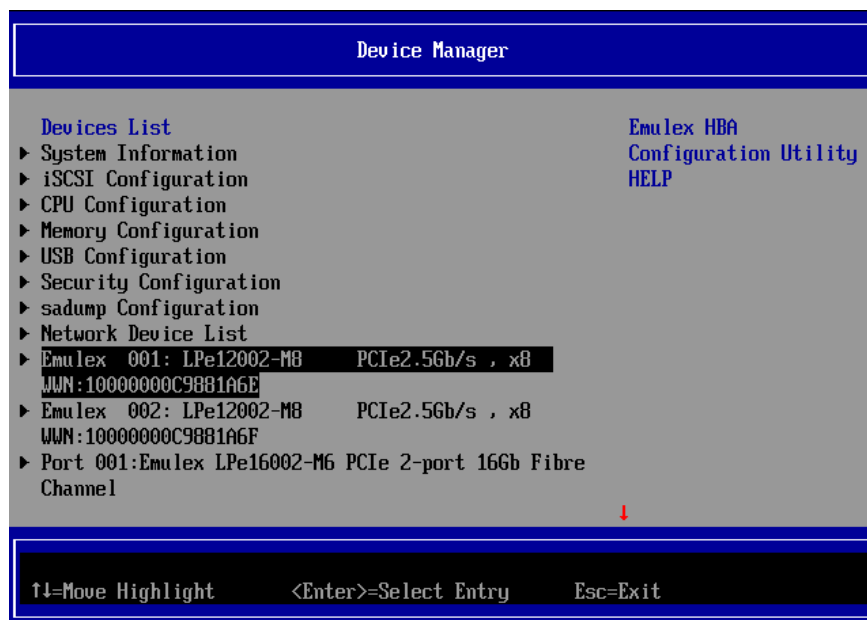 Device Manager
Devices List
▶ System Information
▶ iSCSI Configuration
▶ CPU Configuration
▶ Memory Configuration
▶ USB Configuration
▶ Security Configuration
▶ sadump Configuration
▶ Network Device List
▶ Emulex 001: LPe12002-M8 PCIe2.5Gb/s , x8
WWN:10000000C9881A6E
▶ Emulex 002: LPe12002-M8 PCIe2.5Gb/s , x8
WWN:10000000C9881A6F
▶ Port 001:Emulex LPe16002-M6 PCIe 2-port 16Gb Fibre
Channel
Emulex HBA
Configuration Utility
HELP
↓
↑↓=Move Highlight <Enter>=Select Entry Esc=Exit